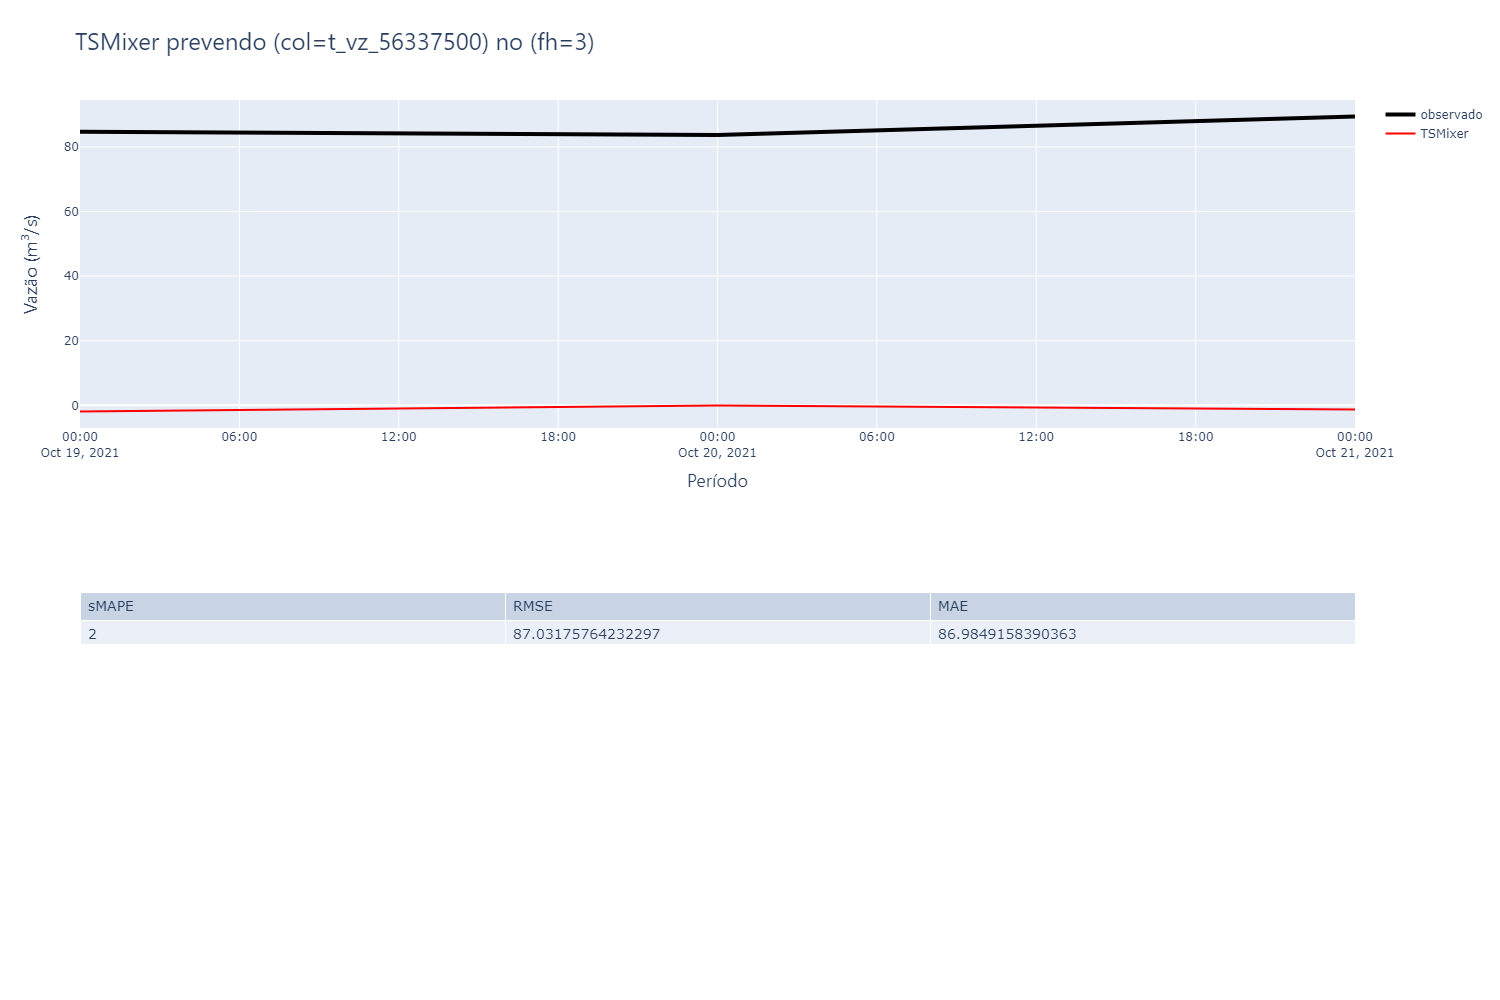 TSMixer prevendo (col=t_vz_56337500) no (fh=3)
observado
TSMixer
Vazão (m³/s)
80
60
40
20
0
00:00 06:00 12:00 18:00 00:00 06:00 12:00 18:00 00:00
Oct 19, 2021 Oct 20, 2021 Oct 21, 2021
Período
sMAPE RMSE MAE
2 87.03175764232297 86.9849158390363